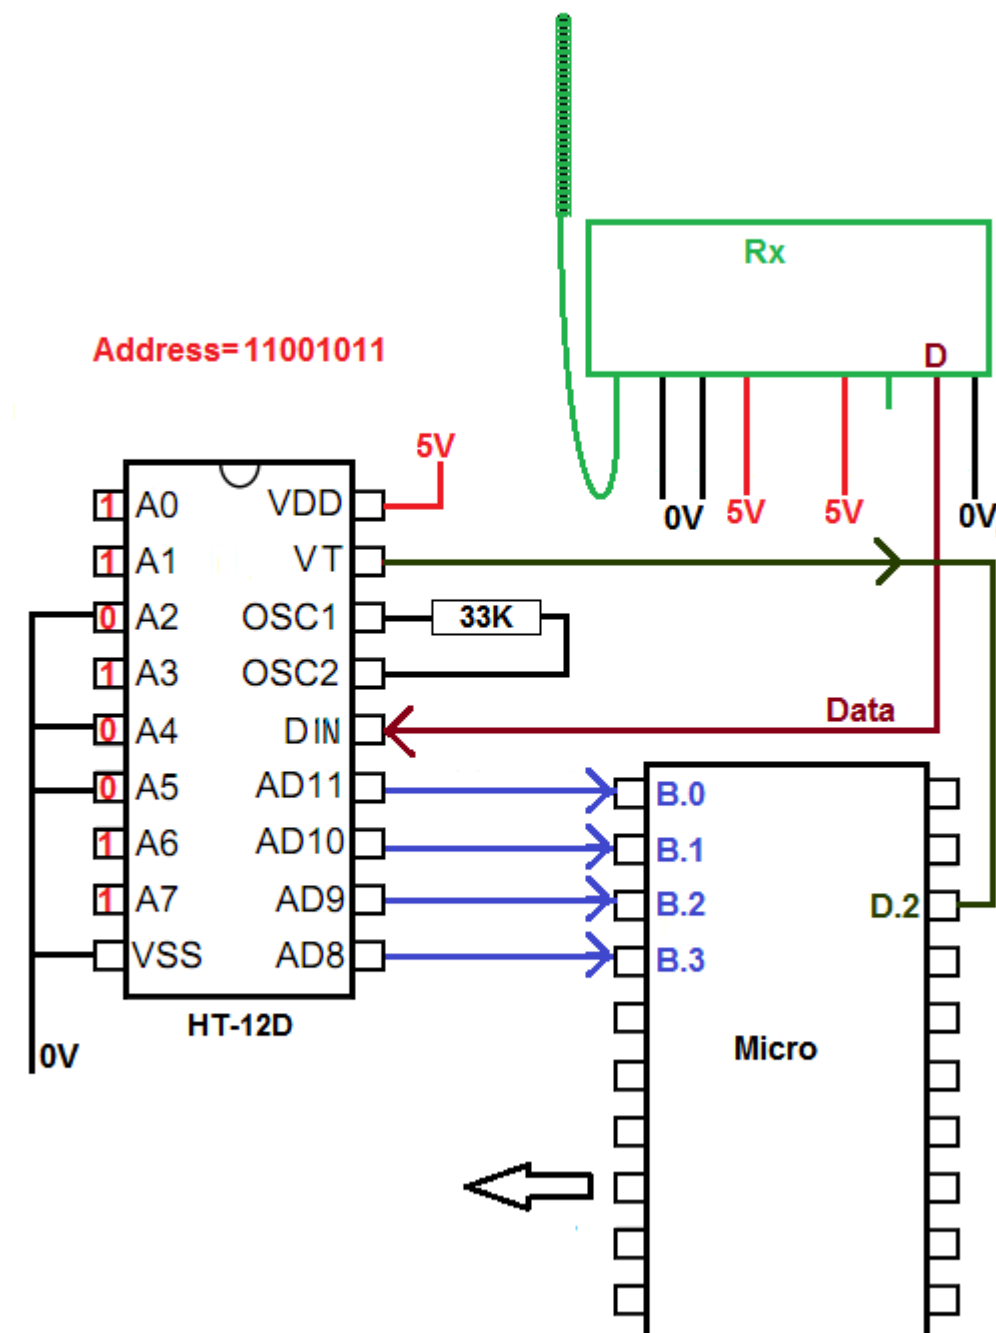 Rx
D
Address=11001011
5V
0V 5V 5V 0V
1 A0 VDD
1 A1 VT
0 A2 OSC1 33K
1 A3 OSC2
0 A4 DIN Data
0 A5 AD11 B.0
1 A6 AD10 B.1
1 A7 AD9 B.2 D.2
VSS AD8 B.3
HT-12D
0V
Micro